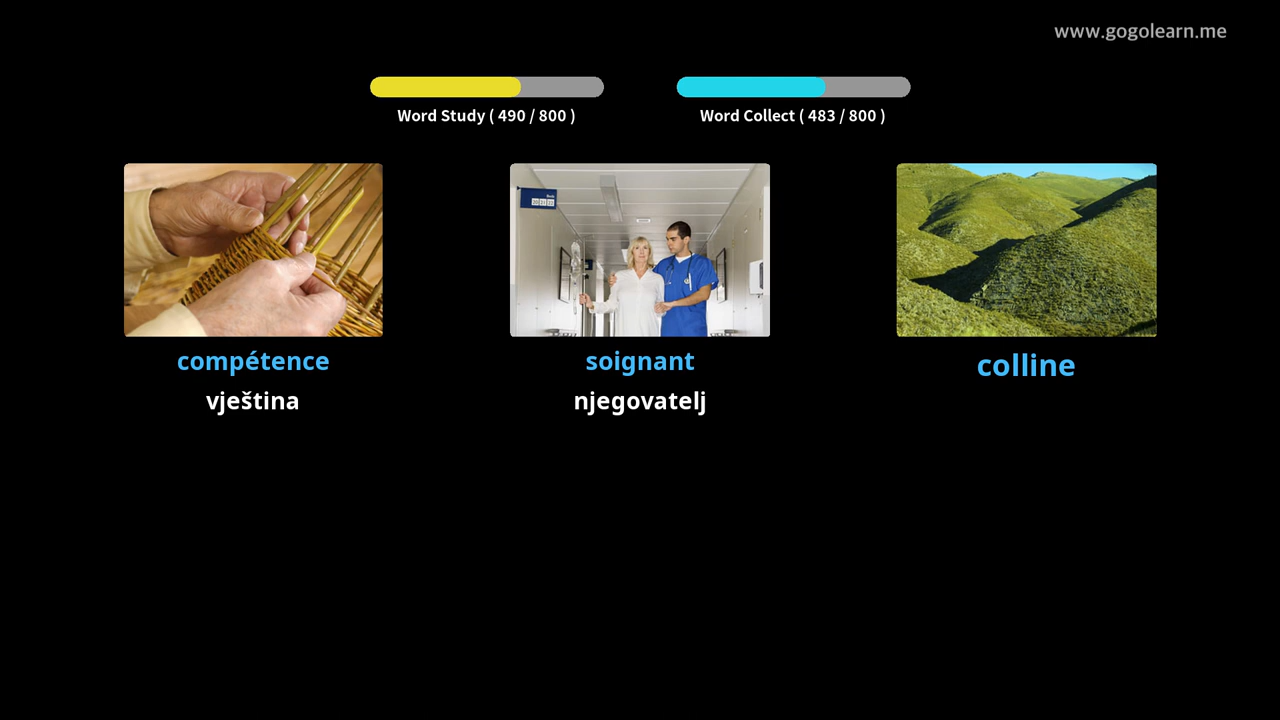 www.gogolearn.me
Word Study ( 490 / 800 )
Word Collect ( 483 / 800 )
compétence
soignant
colline
vještina
njegovatelj